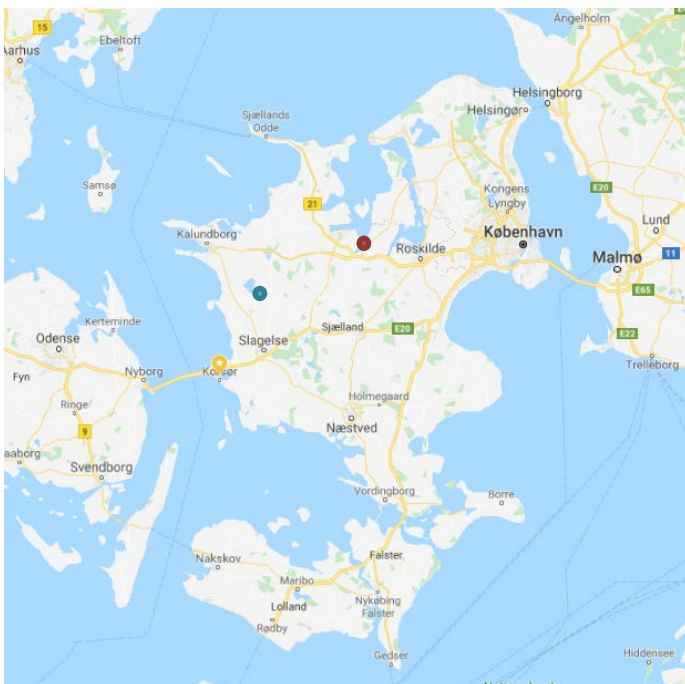 Ängelholm
15
Ebeltoft
Aarhus
Helsingborg
Helsingør
Sjællands
Odde
E20
Samsø
Kongens
Lyngby
21
Lund
København
Kalundborg
Roskilde
11
Malmø
E65
Kerteminde
Sjælland
E20
E22
Odense
Slagelse
Trelleborg
Nyborg
Korsør
Fyn
Holmegaard
Ringe
Næstved
9
aaborg
Svendborg
Vordingborg
Borre
Nakskov
Falster
Maribo
Lolland
Nykøbing
Falster
Rødby
Gedser
Hiddensee